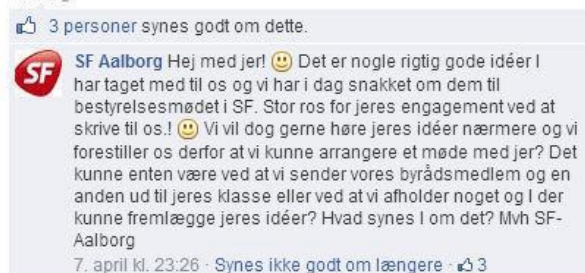 3 personer synes godt om dette.
SF
SF Aalborg Hej med jer! Det er nogle rigtig gode idéer I
har taget med til os og vi har i dag snakket om dem til
bestyrelsesmødet i SF. Stor ros for jeres engagement ved at
skrive til os.! Vi vil dog gerne høre jeres idéer nærmere og vi
forestiller os derfor at vi kunne arrangere et møde med jer? Det
kunne enten være ved at vi sender vores byrådsmedlem og en
anden ud til jeres klasse eller ved at vi afholder noget og I der
kunne fremlægge jeres idéer? Hvad synes I om det? Mvh SF-
Aalborg
7. april kl. 23:26 · Synes ikke godt om længere · 3